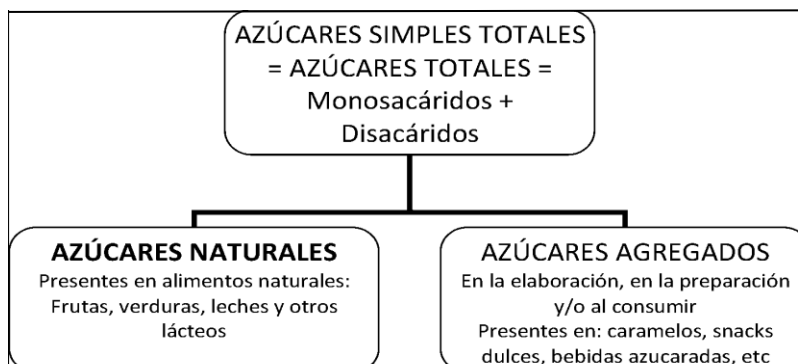 AZÚCARES SIMPLES TOTALES
= AZÚCARES TOTALES =
Monosacáridos +
Disacáridos
AZÚCARES NATURALES
Presentes en alimentos naturales:
Frutas, verduras, leches y otros
lácteos
AZÚCARES AGREGADOS
En la elaboración, en la preparación
y/o al consumir
Presentes en: caramelos, snacks
dulces, bebidas azucaradas, etc